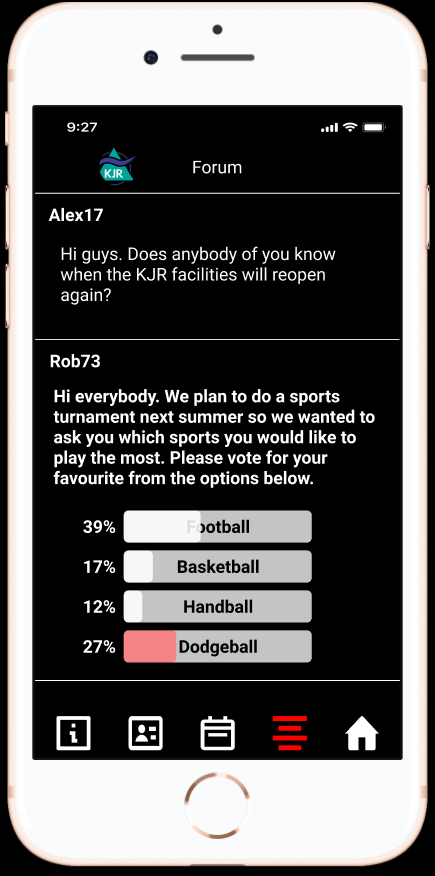 9:27
KJR
Forum
Alex17
Hi guys. Does anybody of you know
when the KJR facilities will reopen
again?
Rob73
Hi everybody. We plan to do a sports
turnament next summer so we wanted to
ask you which sports you would like to
play the most. Please vote for your
favourite from the options below.
39% Football
17% Basketball
12% Handball
27% Dodgeball